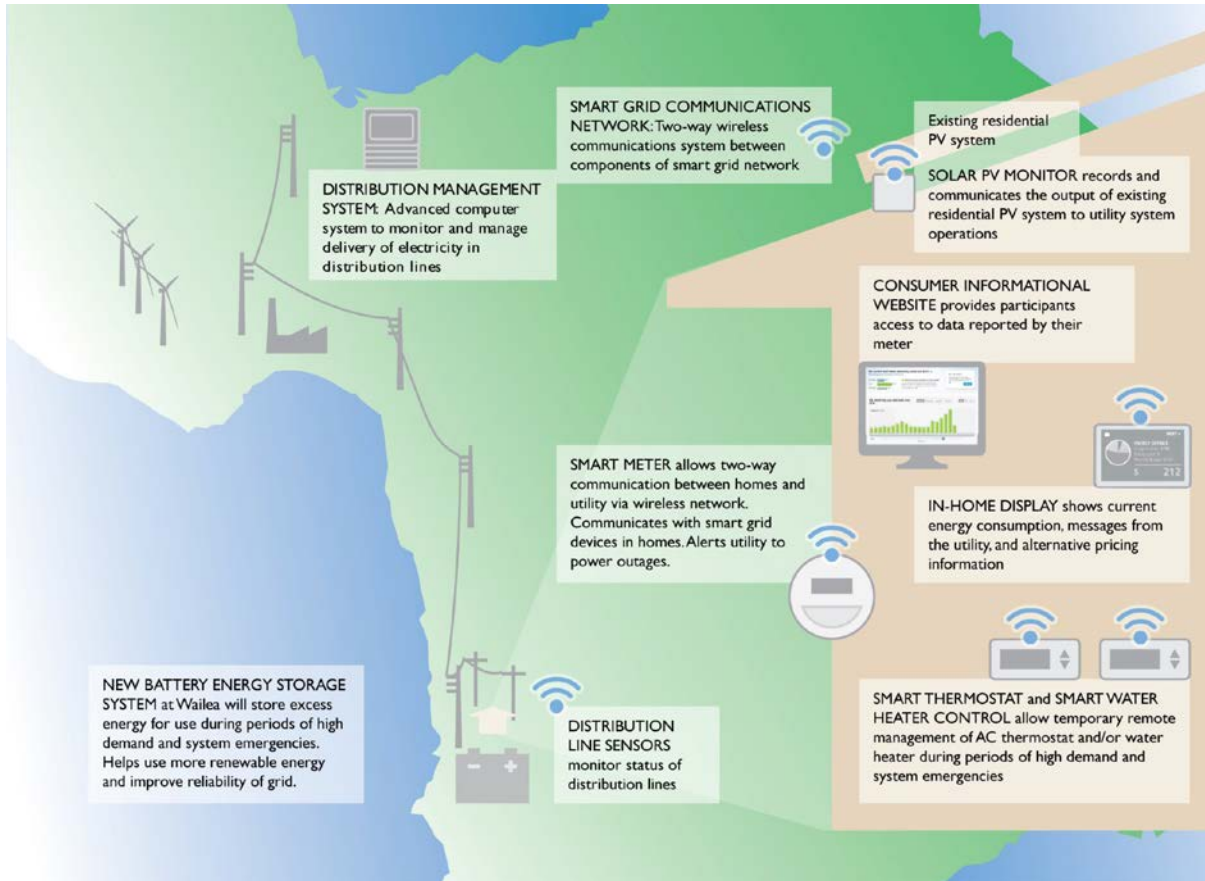 SMART GRID COMMUNICATIONS
NETWORK: Two-way wireless
communications system between
components of smart grid network
Existing residential
PV system
SOLAR PV MONITOR records and
communicates the output of existing
residential PV system to utility system
operations
DISTRIBUTION MANAGEMENT
SYSTEM: Advanced computer
system to monitor and manage
delivery of electricity in
distribution lines
CONSUMER INFORMATIONAL
WEBSITE provides participants
access to data reported by their
meter
SMART METER allows two-way
communication between homes and
utility via wireless network.
Communicates with smart grid
devices in homes. Alerts utility to
power outages.
$ 212
IN-HOME DISPLAY shows current
energy consumption, messages from
the utility, and alternative pricing
information
NEW BATTERY ENERGY STORAGE
SYSTEM at Wailea will store excess
energy for use during periods of high
demand and system emergencies.
Helps use more renewable energy
and improve reliability of grid.
DISTRIBUTION
LINE SENSORS
monitor status of
distribution lines
SMART THERMOSTAT and SMART WATER
HEATER CONTROL allow temporary remote
management of AC thermostat and/or water
heater during periods of high demand and
system emergencies